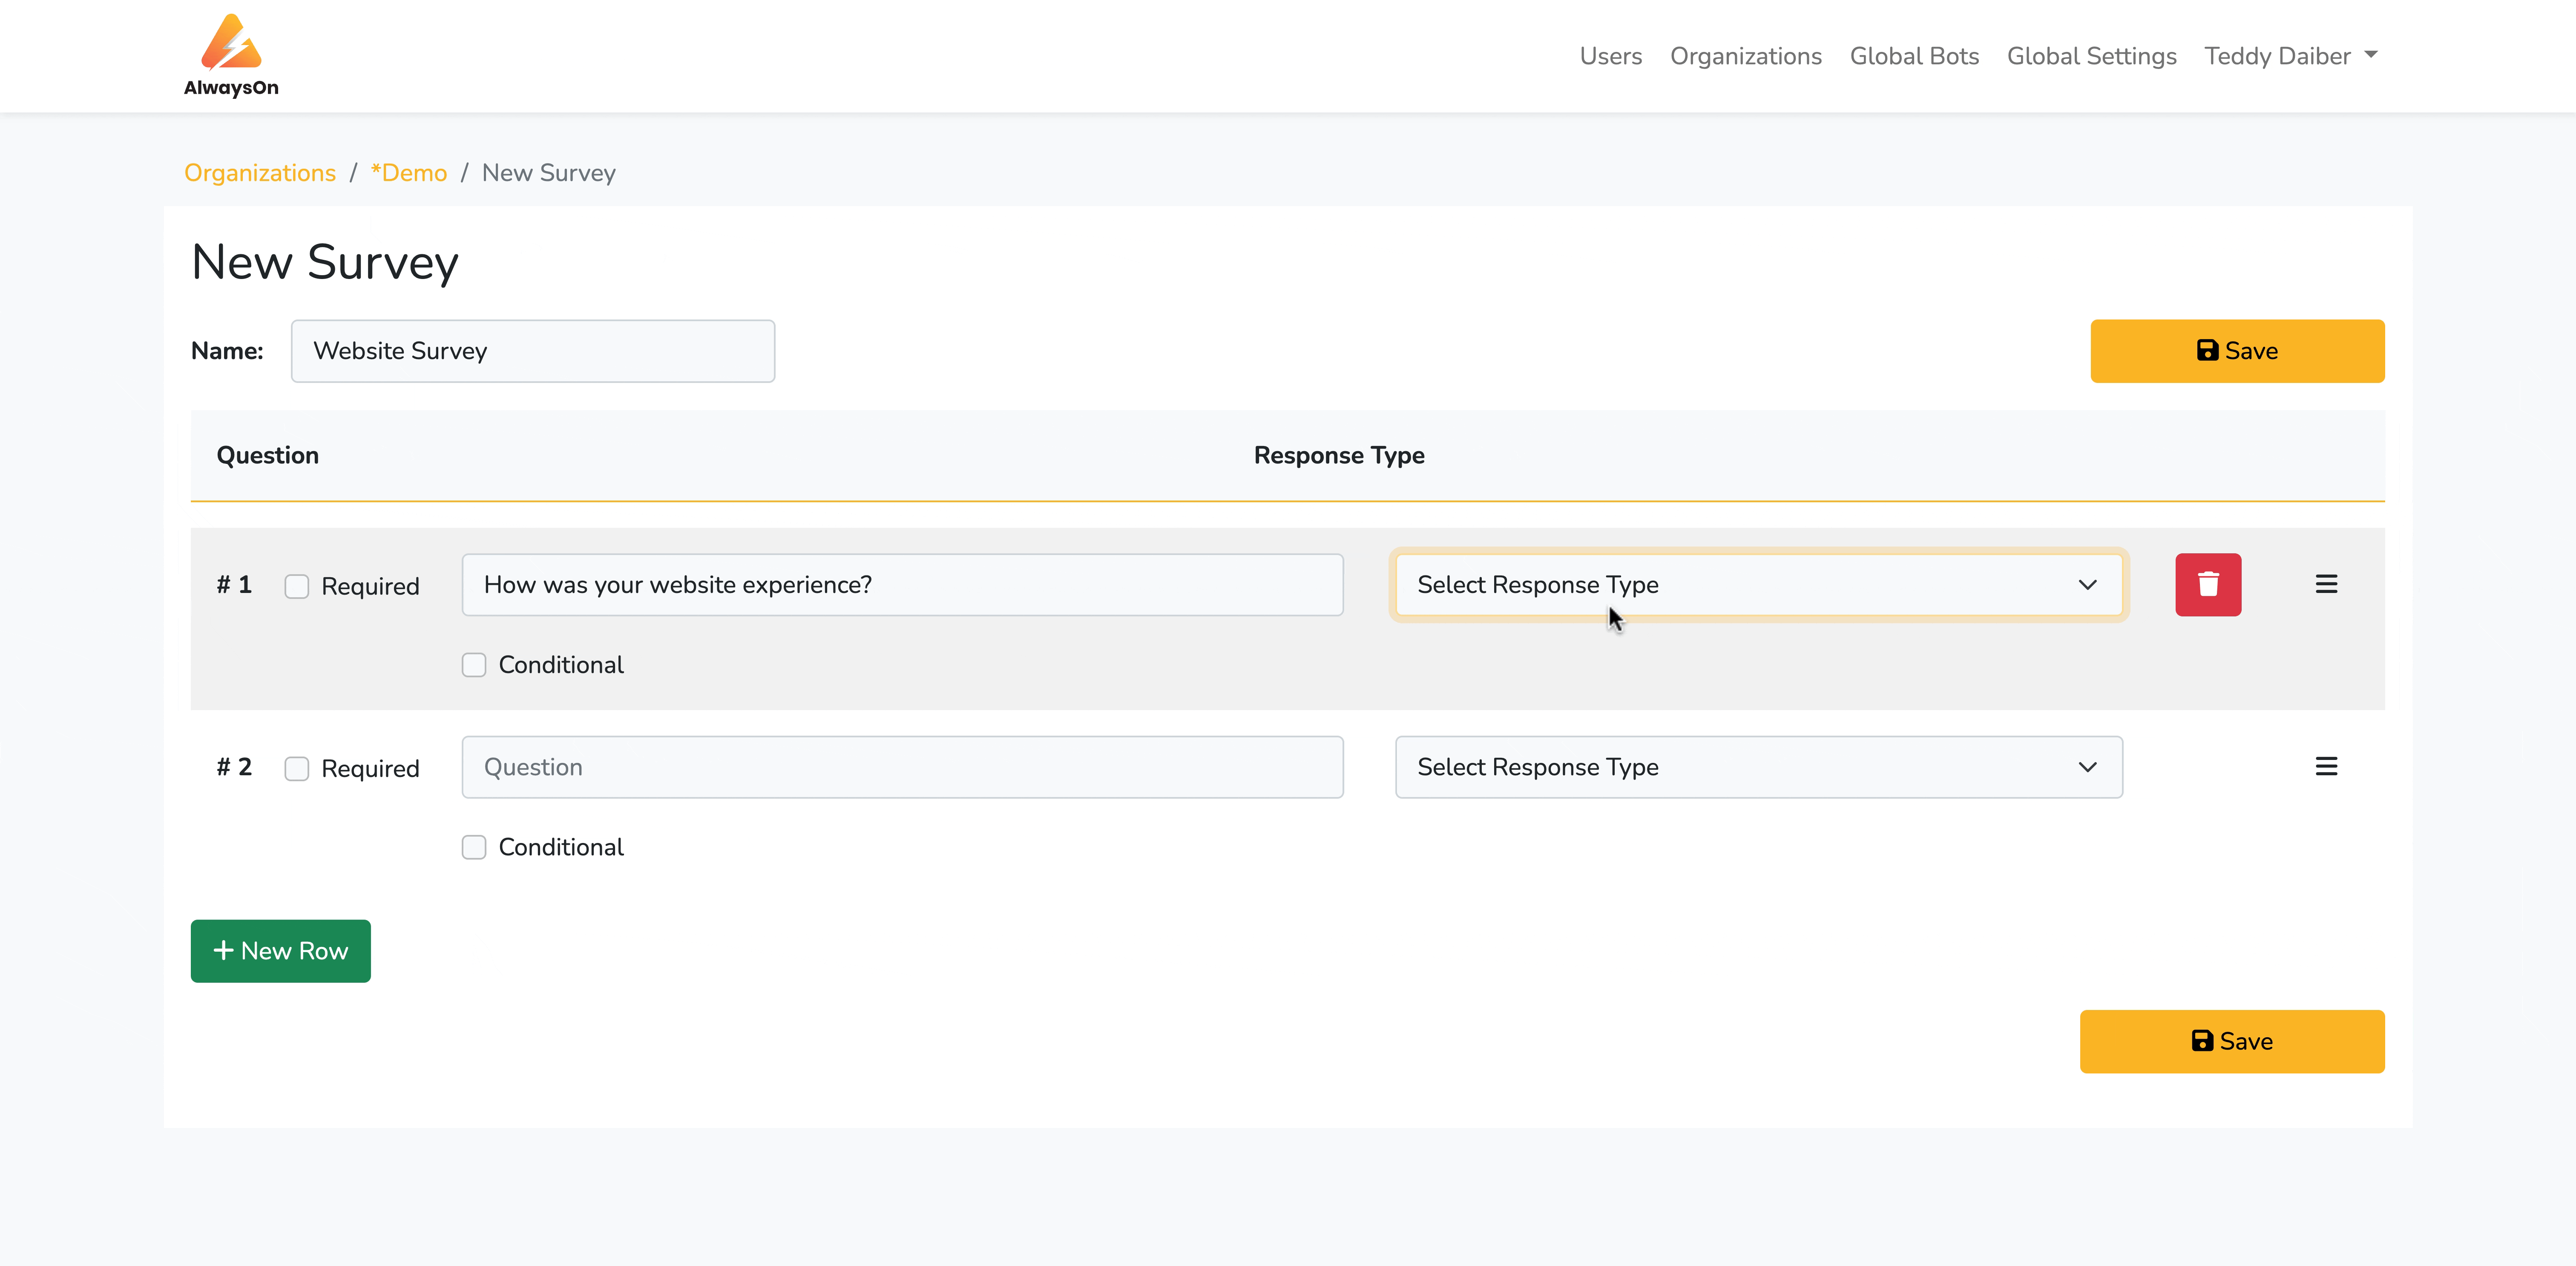 AlwaysOn
Users Organizations Global Bots Global Settings Teddy Daiber
Organizations / *Demo / New Survey
New Survey
Name: Website Survey Save
Question Response Type
# 1 Required How was your website experience? Select Response Type
Conditional
# 2 Required Question Select Response Type
Conditional
+ New Row
Save